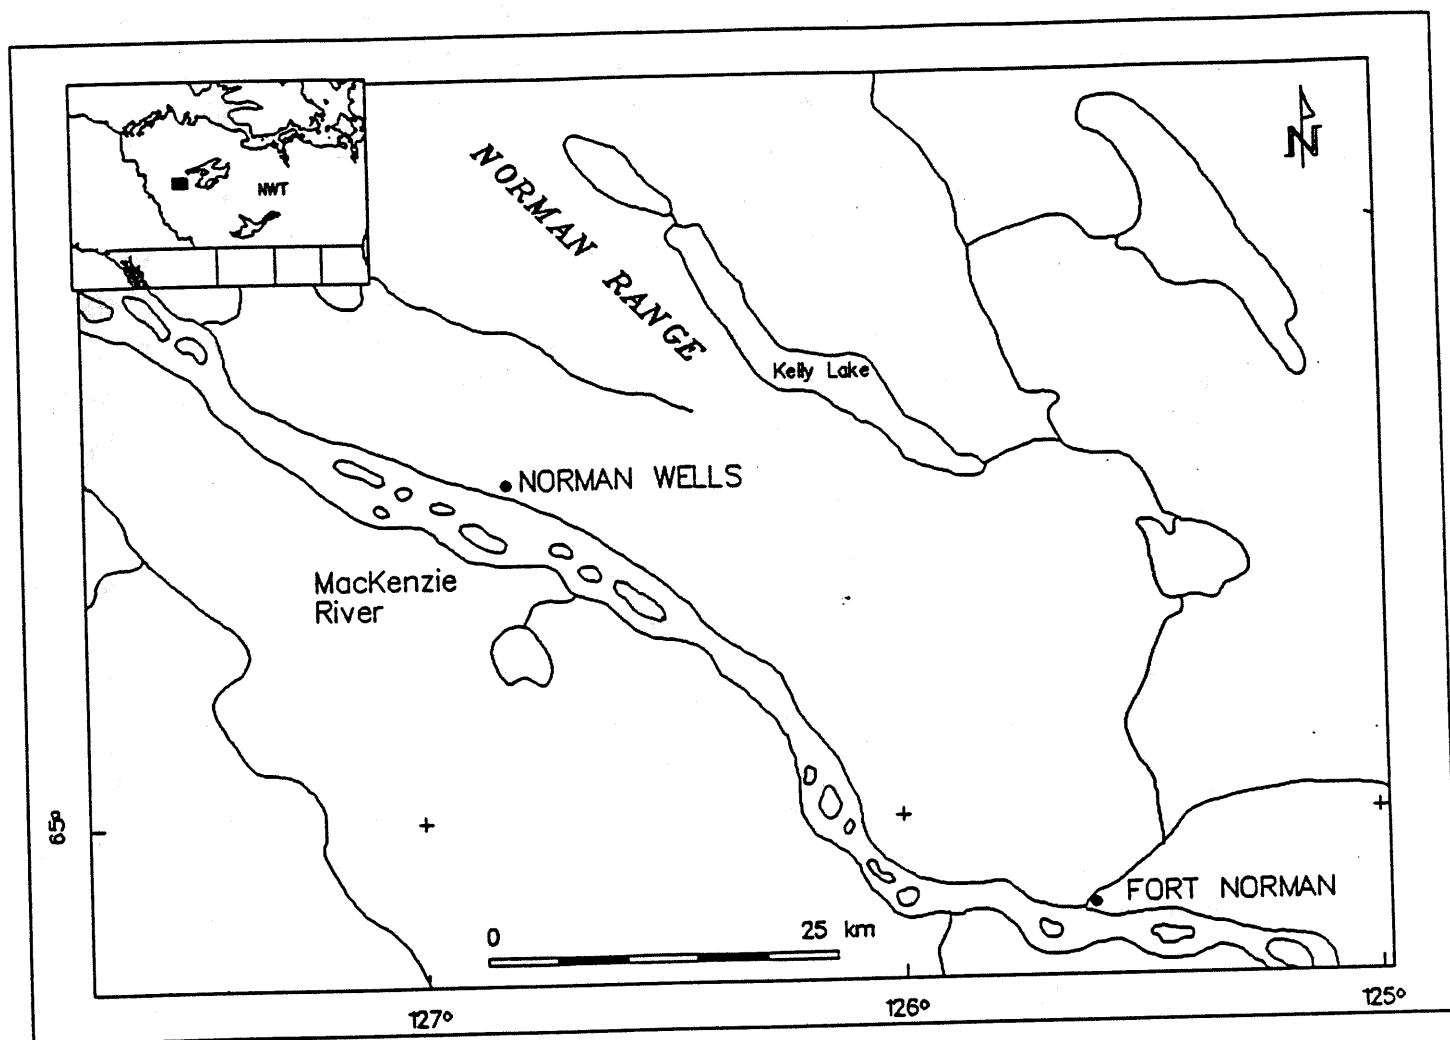 NWT
N
NORMAN RANGE
Kelly Lake
NORMAN WELLS
MacKenzie
River
65°
FORT NORMAN
0 25 km
127° 126° 125°